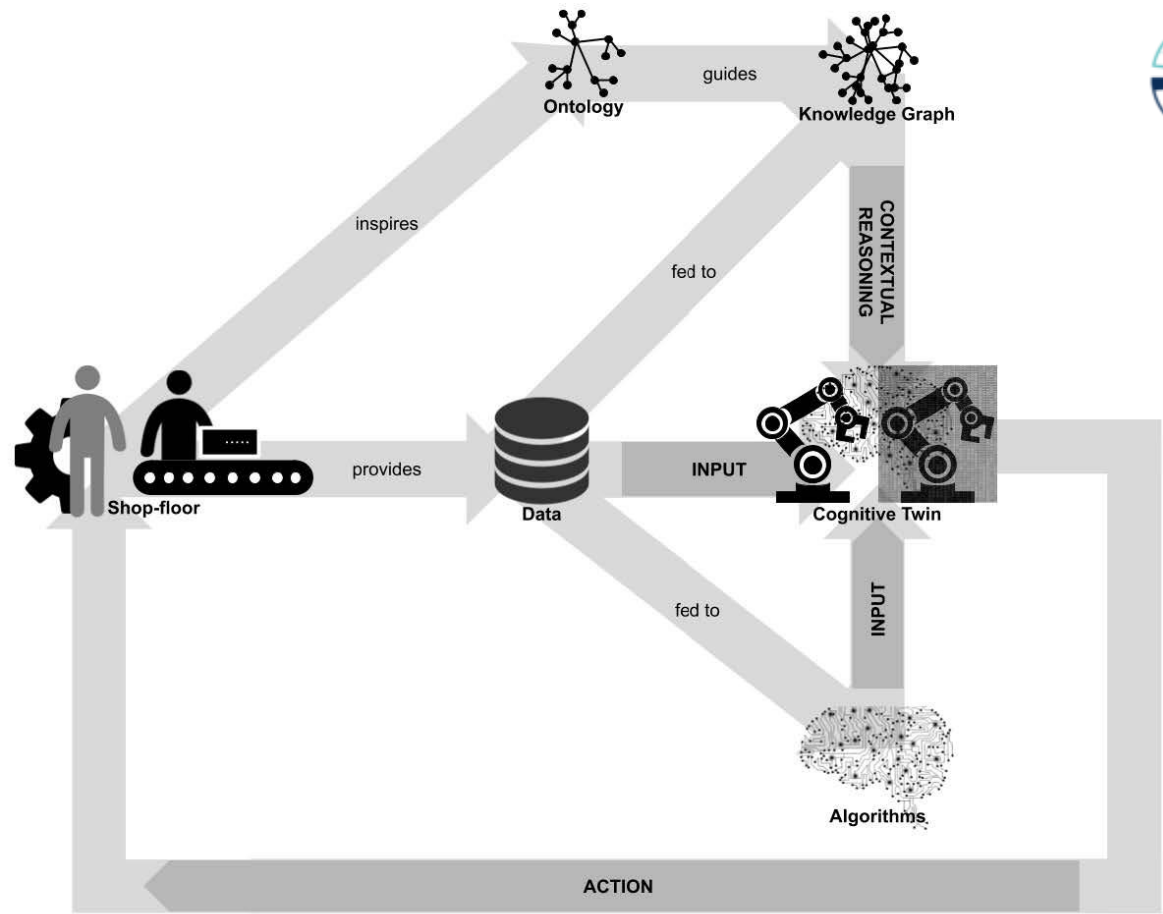 guides
Ontology
Knowledge Graph
inspires
CONTEXTUAL
REASONING
fed to
provides
INPUT
Shop-floor
Data
Cognitive Twin
fed to
INPUT
Algorithms
ACTION